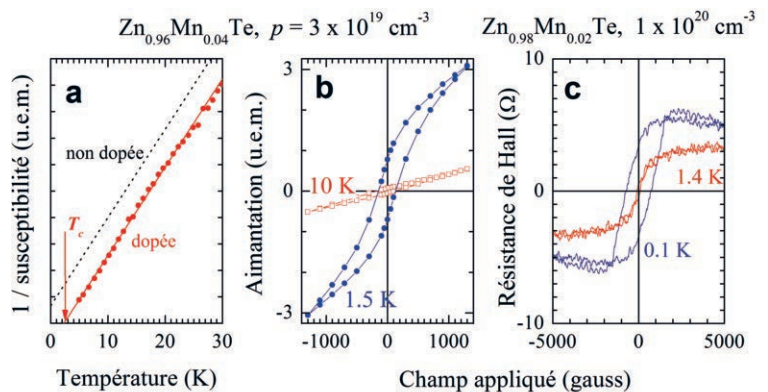 Zn0.96Mn0.04Te, p = 3 x 10^19 cm^-3
Zn0.98Mn0.02Te, 1 x 10^20 cm^-3
a
1 / susceptibilité (u.e.m.)
non dopée
Tc
dopée
0
10
20
30
Température (K)
b
Aimantation (u.e.m.)
3
0
-3
10 K
1.5 K
-1000
0
1000
c
Résistance de Hall (Ω)
10
5
0
-5
-10
1.4 K
0.1 K
-5000
0
5000
Champ appliqué (gauss)